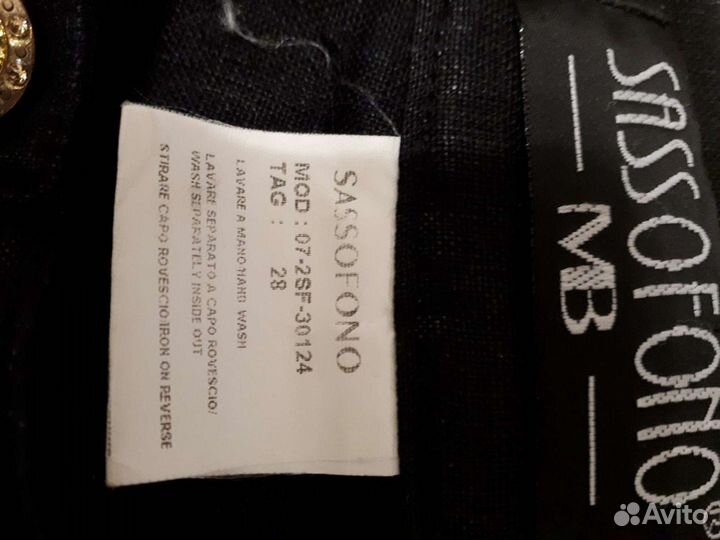 SASSOFONO
MB
SASSOFONO
MOD : 07-2SF-30124
TAG : 28
LAVARE A MANO/HAND WASH
LAVARE SEPARATO A CAPO ROVESCIO/
WASH SEPARATELY INSIDE OUT
STIRARE CAPO ROVESCIO/IRON ON REVERSE
Avito